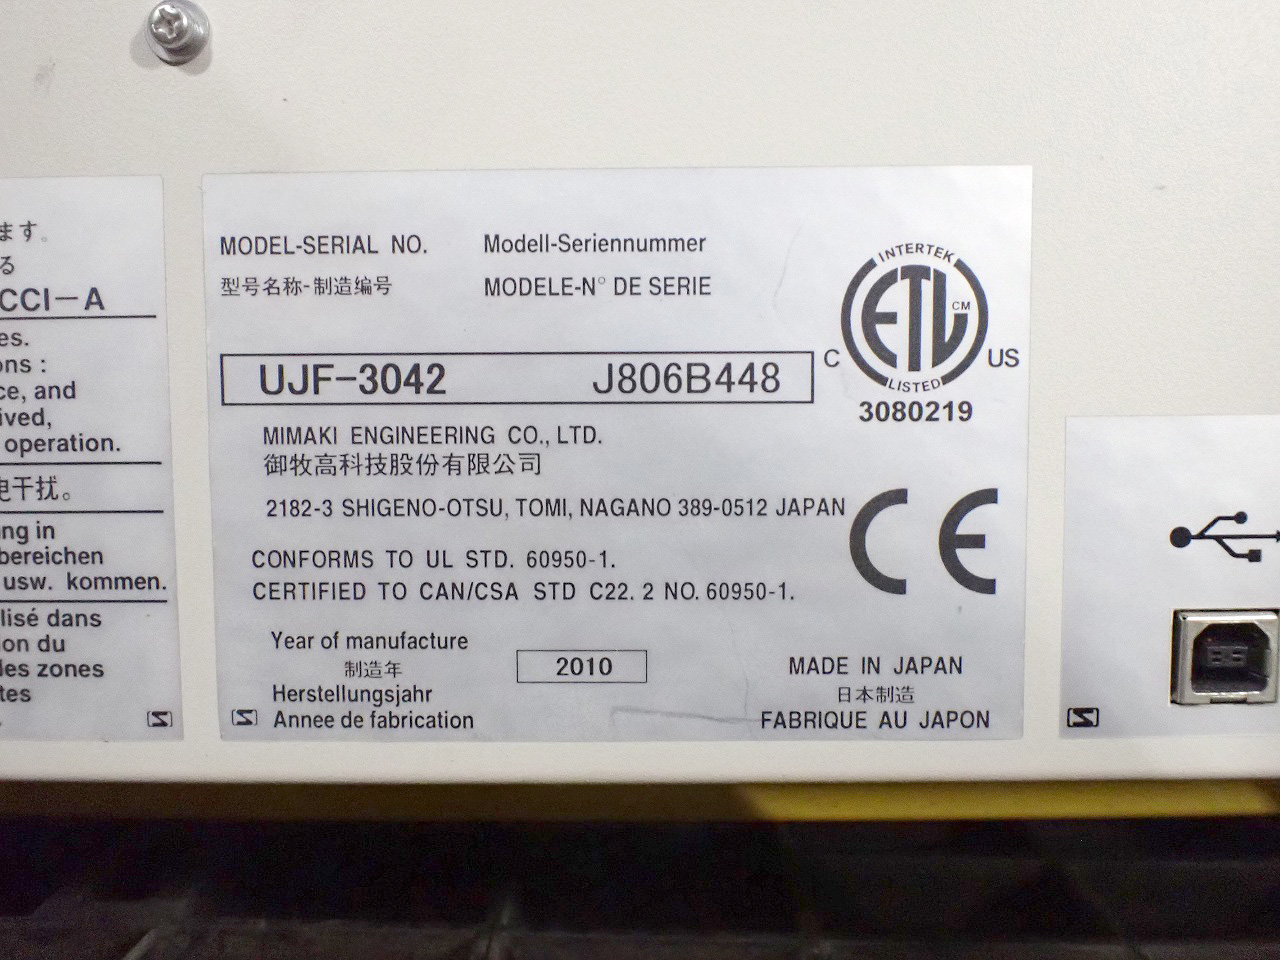 ます。
る
CCI-A
es.
ons :
ce, and
ived,
operation.
电干扰。
ng in
bereichen
usw. kommen.
lisé dans
ion du
les zones
tes
MODEL-SERIAL NO. Modell-Seriennummer
型号名称-制造编号 MODELE-N° DE SERIE
UJF-3042 J806B448
INTERTEK
ETL CM
C US
LISTED
3080219
MIMAKI ENGINEERING CO., LTD.
御牧高科技股份有限公司
2182-3 SHIGENO-OTSU, TOMI, NAGANO 389-0512 JAPAN
CE
CONFORMS TO UL STD. 60950-1.
CERTIFIED TO CAN/CSA STD C22. 2 NO. 60950-1.
Year of manufacture
制造年
Herstellungsjahr
Annee de fabrication
2010
MADE IN JAPAN
日本制造
FABRIQUE AU JAPON